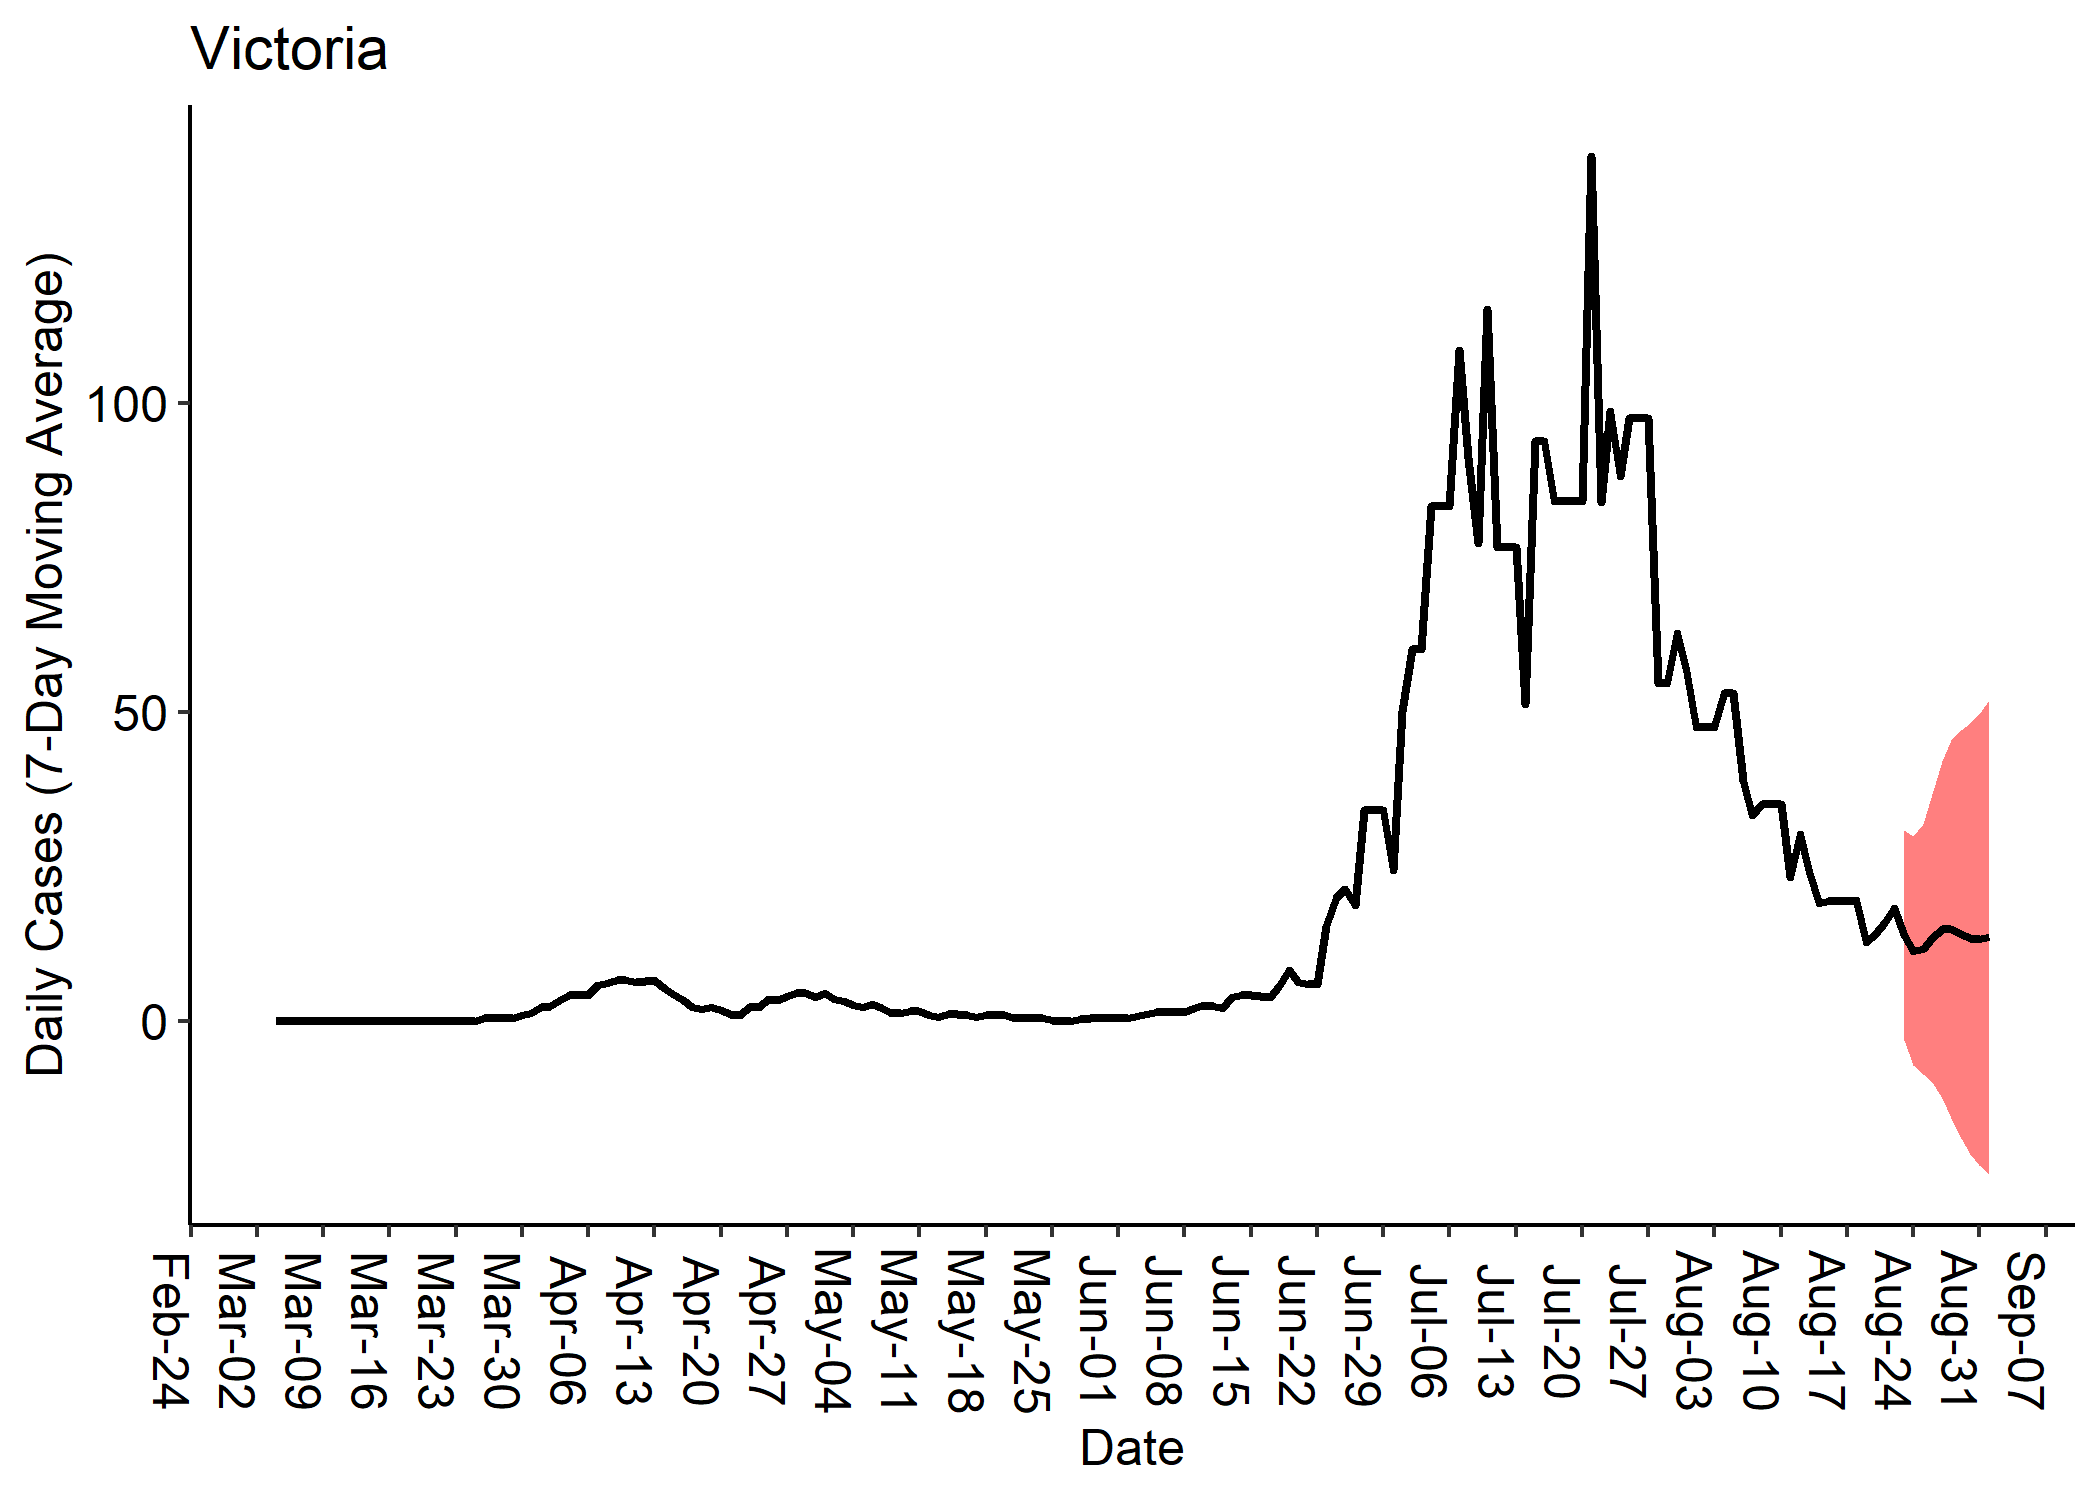 Victoria
Daily Cases (7-Day Moving Average)
100
50
0
Feb-24
Mar-02
Mar-09
Mar-16
Mar-23
Mar-30
Apr-06
Apr-13
Apr-20
Apr-27
May-04
May-11
May-18
May-25
Jun-01
Jun-08
Jun-15
Jun-22
Jun-29
Jul-06
Jul-13
Jul-20
Jul-27
Aug-03
Aug-10
Aug-17
Aug-24
Aug-31
Sep-07
Date